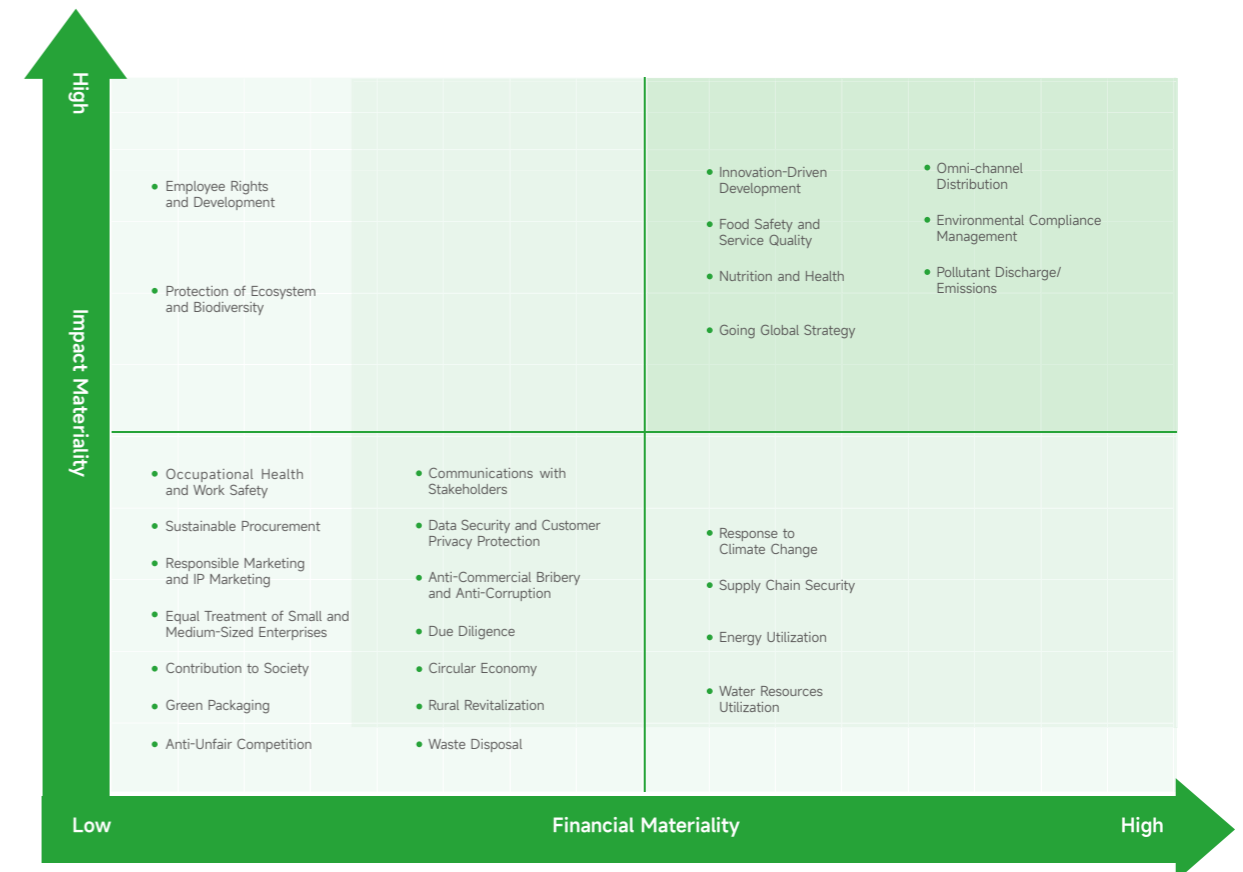 High
Impact Materiality
Employee Rights
and Development
Protection of Ecosystem
and Biodiversity
Innovation-Driven
Development
Food Safety and
Service Quality
Nutrition and Health
Going Global Strategy
Omni-channel
Distribution
Environmental Compliance
Management
Pollutant Discharge/
Emissions
Occupational Health
and Work Safety
Sustainable Procurement
Responsible Marketing
and IP Marketing
Equal Treatment of Small and
Medium-Sized Enterprises
Contribution to Society
Green Packaging
Anti-Unfair Competition
Communications with
Stakeholders
Data Security and Customer
Privacy Protection
Anti-Commercial Bribery
and Anti-Corruption
Due Diligence
Circular Economy
Rural Revitalization
Waste Disposal
Response to
Climate Change
Supply Chain Security
Energy Utilization
Water Resources
Utilization
Low
Financial Materiality
High